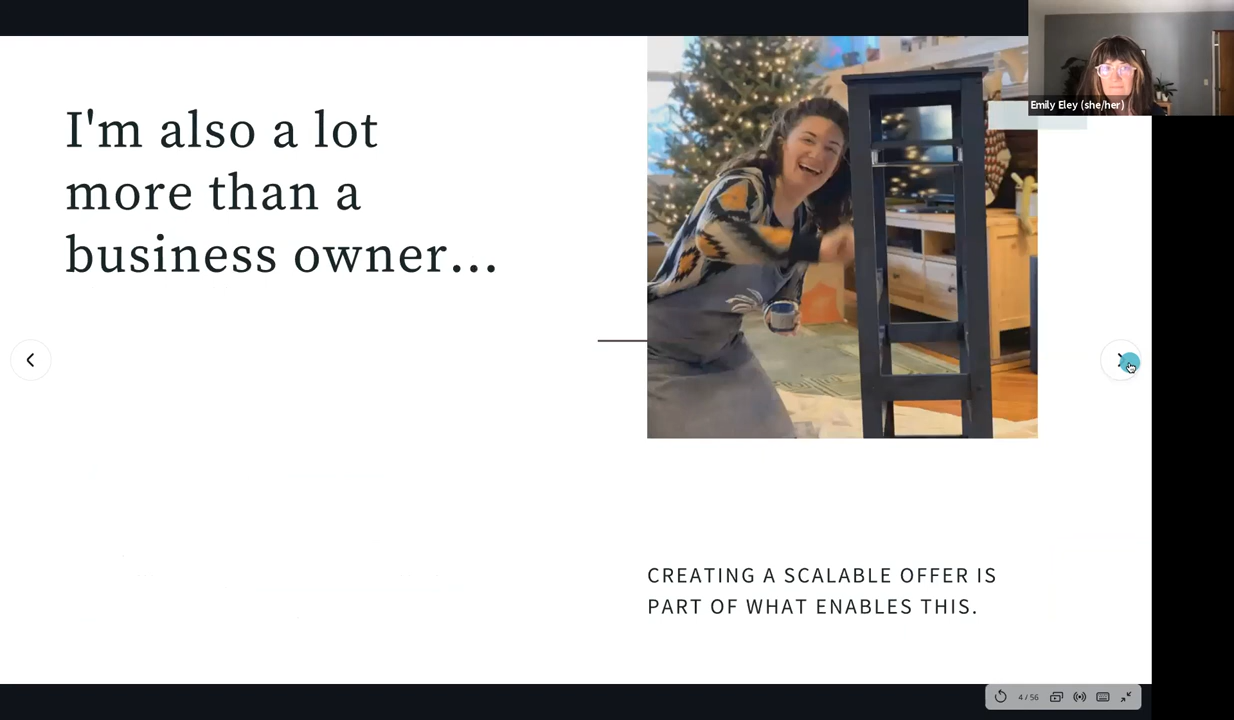 I'm also a lot
more than a
business owner...
Emily Eley (she/her)
CREATING A SCALABLE OFFER IS
PART OF WHAT ENABLES THIS.
4 / 56